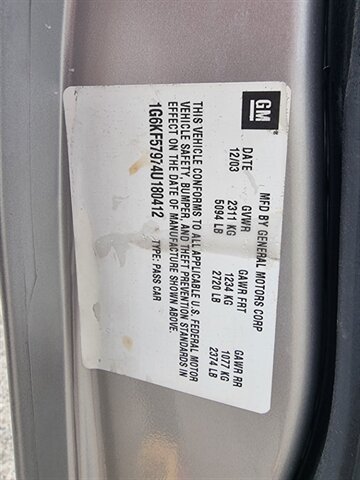 GM
MFD BY GENERAL MOTORS CORP
DATE GVWR GAWR FRT GAWR RR
12/03 2311 KG 1234 KG 1077 KG
5094 LB 2720 LB 2374 LB
THIS VEHICLE CONFORMS TO ALL APPLICABLE U.S. FEDERAL MOTOR
VEHICLE SAFETY, BUMPER, AND THEFT PREVENTION STANDARDS IN
EFFECT ON THE DATE OF MANUFACTURE SHOWN ABOVE.
1G6KF57974U180412 TYPE: PASS CAR